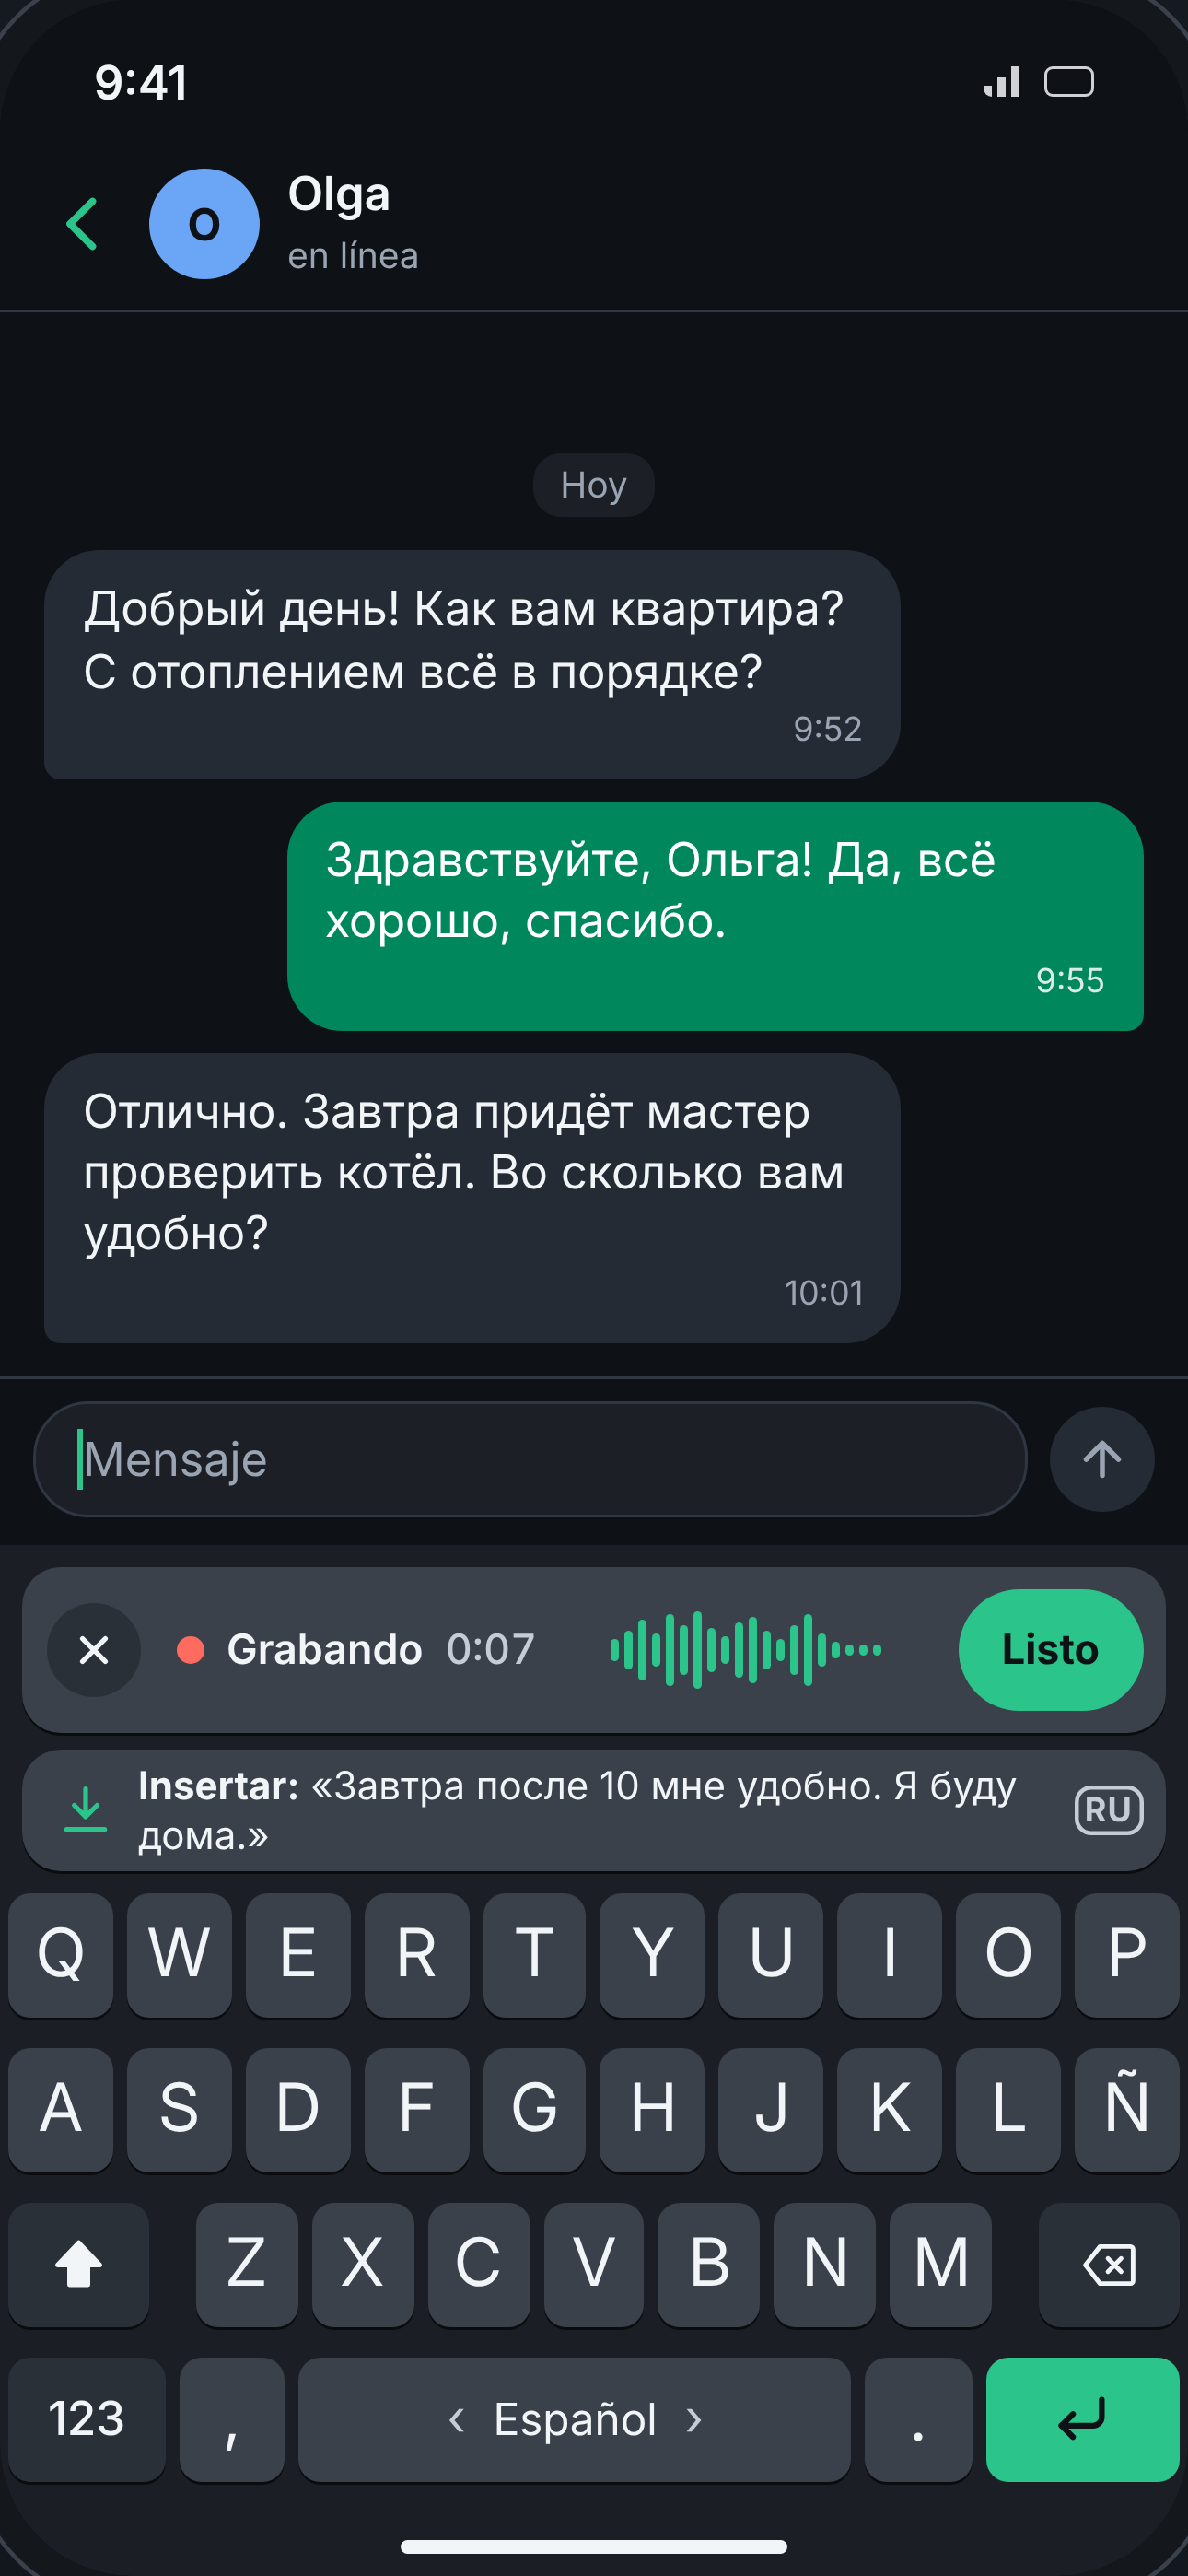 9:41
O
Olga
en línea
Hoy
Добрый день! Как вам квартира?
С отоплением всё в порядке?
9:52
Здравствуйте, Ольга! Да, всё
хорошо, спасибо.
9:55
Отлично. Завтра придёт мастер
проверить котёл. Во сколько вам
удобно?
10:01
Mensaje
Grabando 0:07
Listo
Insertar: «Завтра после 10 мне удобно. Я буду
дома.»
RU
Q W E R T Y U I O P
A S D F G H J K L Ñ
Z X C V B N M
123 , ‹ Español › .